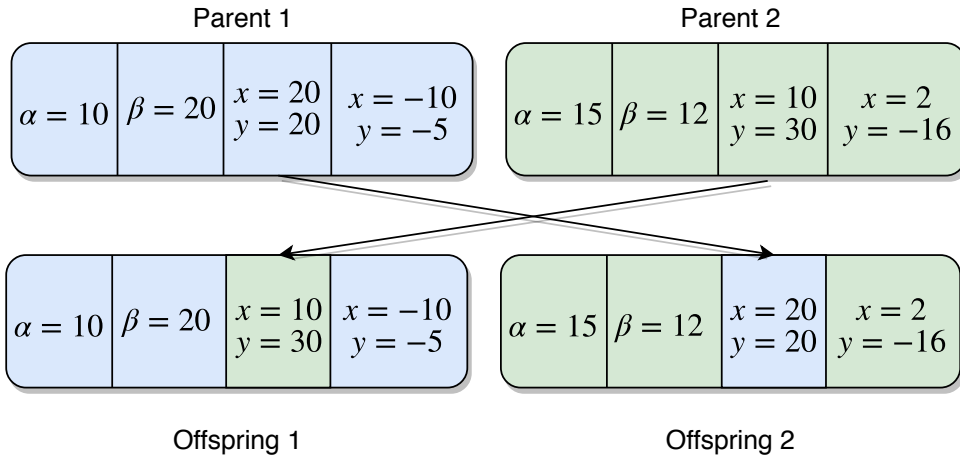 Parent 1
Parent 2
α = 10
β = 20
x = 20
y = 20
x = −10
y = −5
α = 15
β = 12
x = 10
y = 30
x = 2
y = −16
α = 10
β = 20
x = 10
y = 30
x = −10
y = −5
α = 15
β = 12
x = 20
y = 20
x = 2
y = −16
Offspring 1
Offspring 2